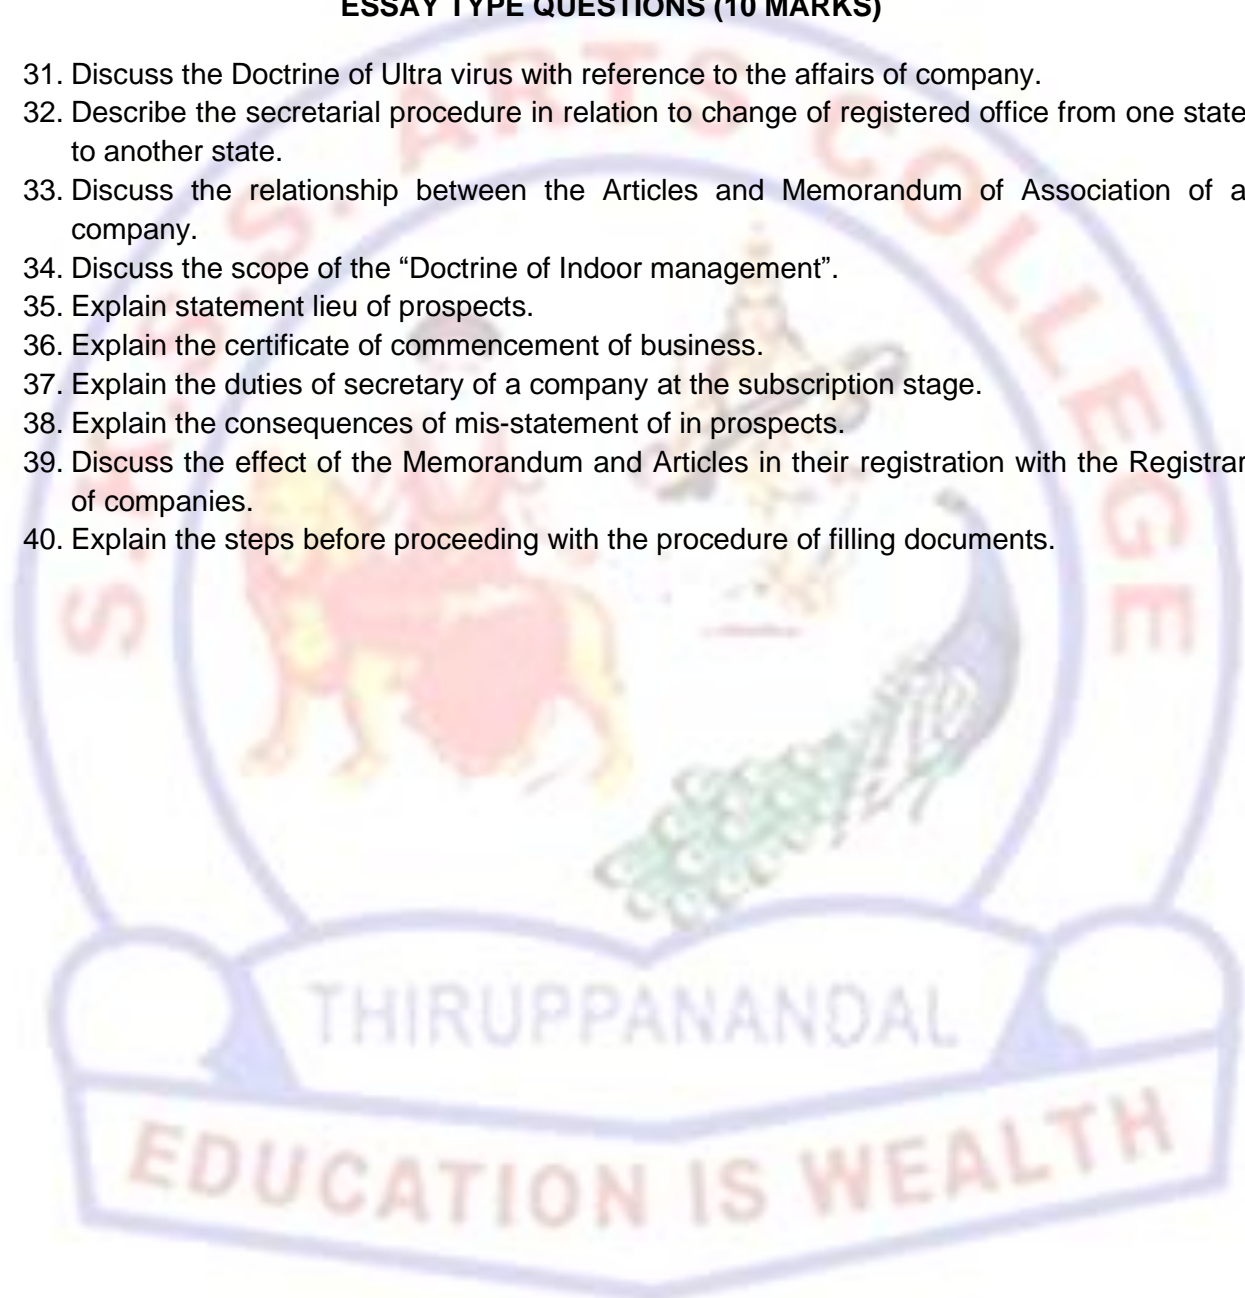 ESSAY TYPE QUESTIONS (10 MARKS)
31. Discuss the Doctrine of Ultra virus with reference to the affairs of company.
32. Describe the secretarial procedure in relation to change of registered office from one state
to another state.
33. Discuss the relationship between the Articles and Memorandum of Association of a
company.
34. Discuss the scope of the “Doctrine of Indoor management”.
35. Explain statement lieu of prospects.
36. Explain the certificate of commencement of business.
37. Explain the duties of secretary of a company at the subscription stage.
38. Explain the consequences of mis-statement of in prospects.
39. Discuss the effect of the Memorandum and Articles in their registration with the Registrar
of companies.
40. Explain the steps before proceeding with the procedure of filling documents.
ARTS COLLEGE
THIRUPPANANDAL
EDUCATION IS WEALTH